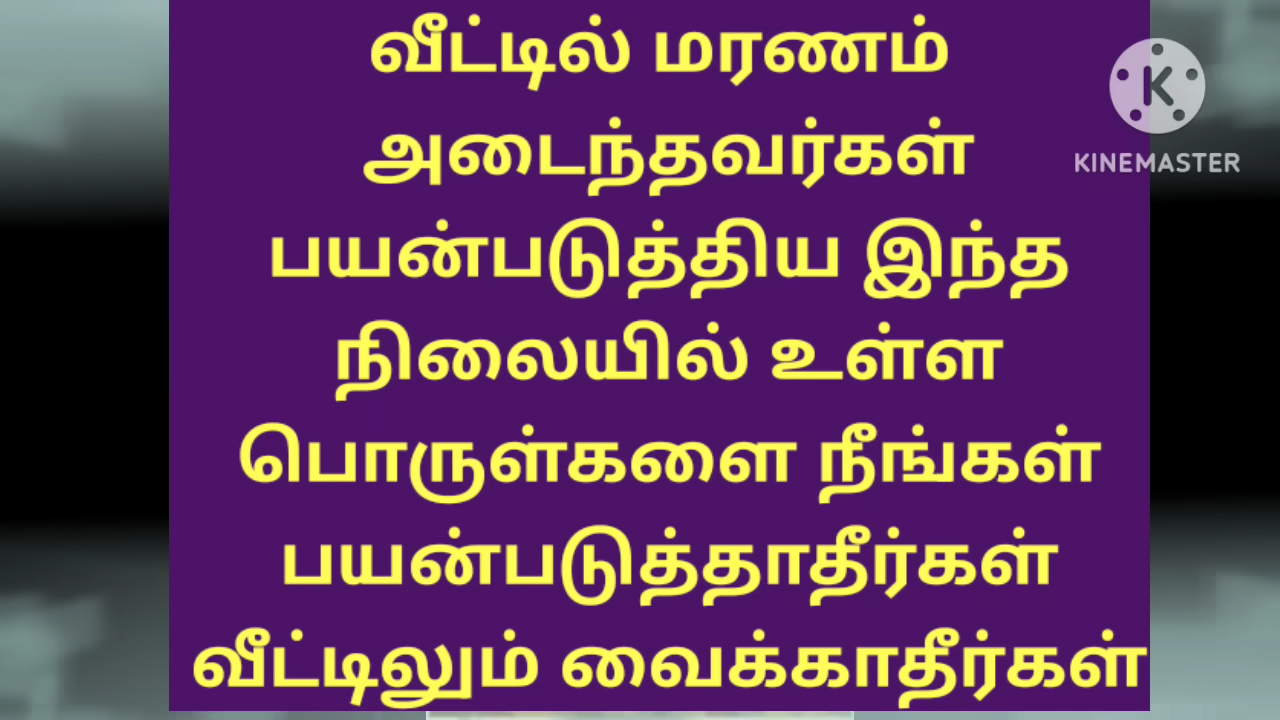 வீட்டில் மரணம்
அடைந்தவர்கள்
பயன்படுத்திய இந்த
நிலையில் உள்ள
பொருள்களை நீங்கள்
பயன்படுத்தாதீர்கள்
வீட்டிலும் வைக்காதீர்கள்
K
KINEMASTER